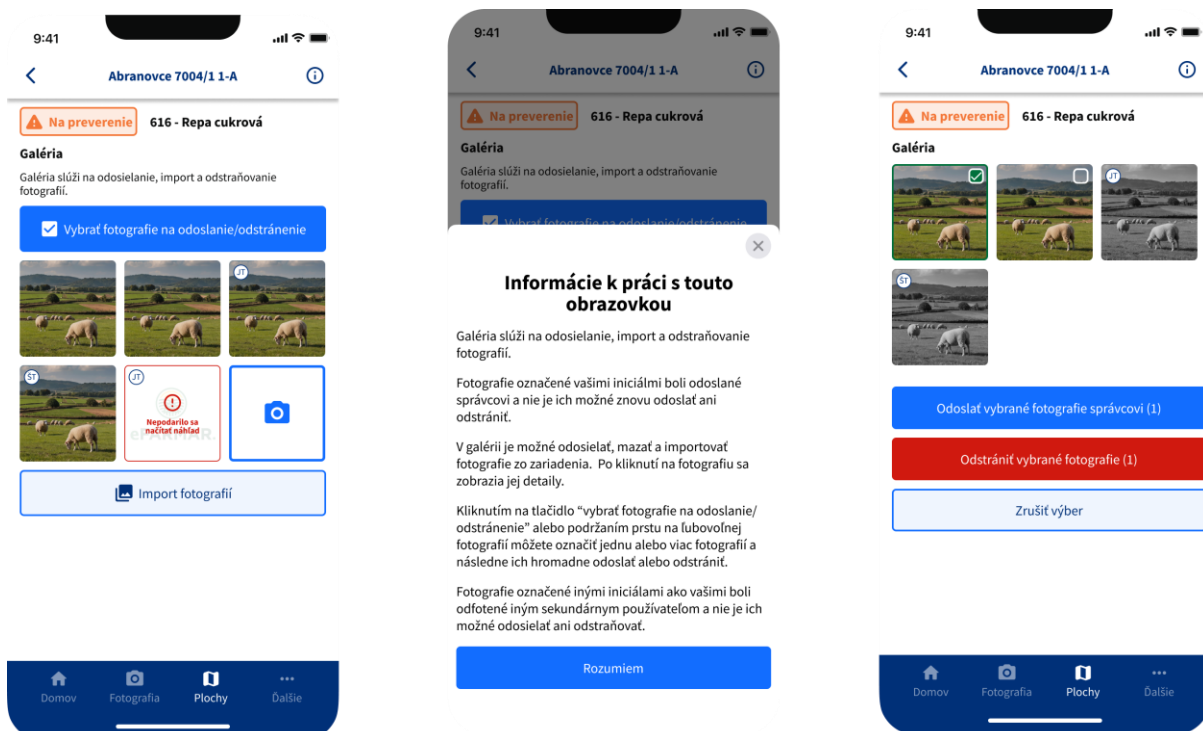 9:41
Abranovce 7004/1 1-A
Na preverenie
616 - Repa cukrová
Galéria
Galéria slúži na odosielanie, import a odstraňovanie
fotografií.
Vybrať fotografie na odoslanie/odstránenie
JT
ŠT
JT
Nepodarilo sa
načítať náhľad
Import fotografií
Domov
Fotografia
Plochy
Ďalšie
9:41
Abranovce 7004/1 1-A
Na preverenie
616 - Repa cukrová
Galéria
Galéria slúži na odosielanie, import a odstraňovanie
fotografií.
Vybrať fotografie na odoslanie/odstránenie
Informácie k práci s touto
obrazovkou
Galéria slúži na odosielanie, import a odstraňovanie
fotografií.
Fotografie označené vašimi iniciálmi boli odoslané
správcovi a nie je ich možné znovu odoslať ani
odstrániť.
V galérii je možné odosielať, mazať a importovať
fotografie zo zariadenia. Po kliknutí na fotografiu sa
zobrazia jej detaily.
Kliknutím na tlačidlo “vybrať fotografie na odoslanie/
odstránenie” alebo podržaním prstu na ľubovoľnej
fotografií môžete označiť jednu alebo viac fotografií a
následne ich hromadne odoslať alebo odstrániť.
Fotografie označené inými iniciálami ako vašimi boli
odfotené iným sekundárnym používateľom a nie je ich
možné odosielať ani odstraňovať.
Rozumiem
9:41
Abranovce 7004/1 1-A
Na preverenie
616 - Repa cukrová
Galéria
JT
ŠT
Odoslať vybrané fotografie správcovi (1)
Odstrániť vybrané fotografie (1)
Zrušiť výber
Domov
Fotografia
Plochy
Ďalšie